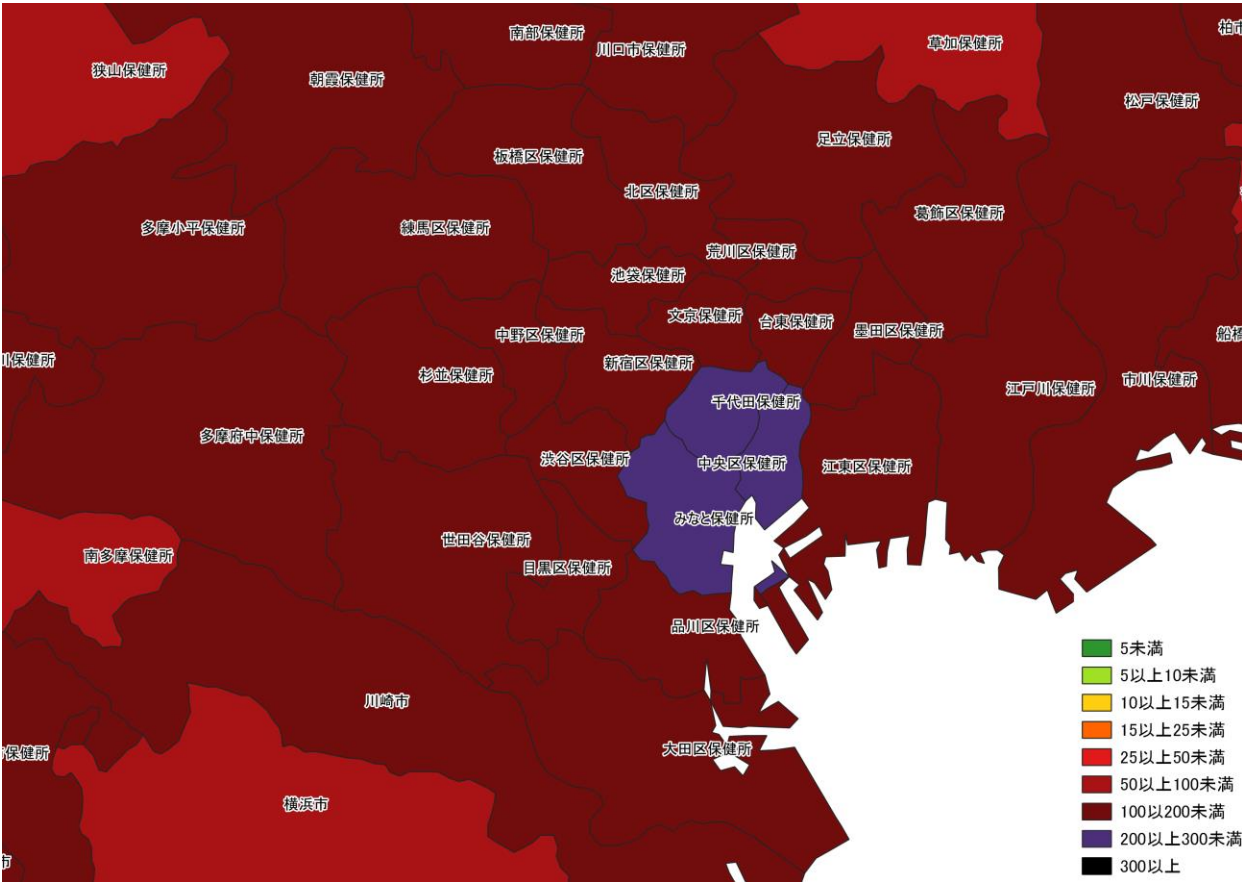 南部保健所
川口市保健所
柏市
草加保健所
狭山保健所
朝霞保健所
松戸保健所
足立保健所
板橋区保健所
北区保健所
葛飾区保健所
多摩小平保健所
練馬区保健所
荒川区保健所
池袋保健所
文京保健所
台東保健所
墨田区保健所
中野区保健所
船橋
川保健所
新宿区保健所
杉並保健所
市川保健所
江戸川保健所
千代田保健所
多摩府中保健所
渋谷区保健所
中央区保健所
江東区保健所
みなと保健所
世田谷保健所
南多摩保健所
目黒区保健所
品川区保健所
川崎市
大田区保健所
保健所
横浜市
市
5未満
5以上10未満
10以上15未満
15以上25未満
25以上50未満
50以上100未満
100以200未満
200以上300未満
300以上